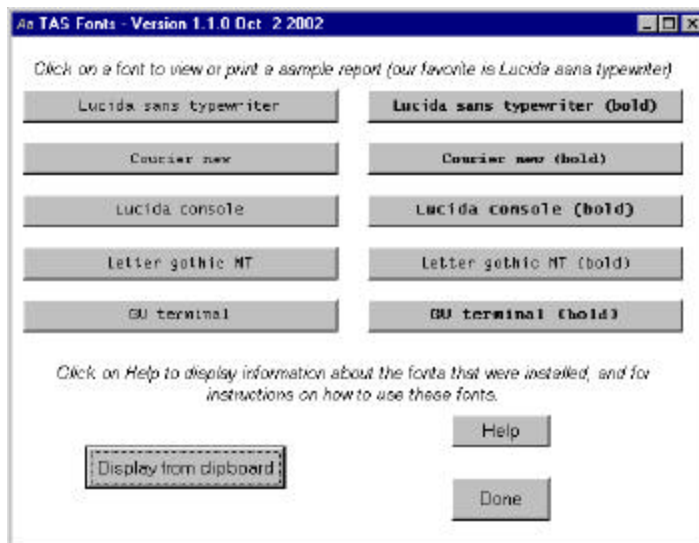 Aa TAS Fonts - Version 1.1.0 Oct 2 2002
Click on a font to view or print a sample report (our favorite is Lucida sans typewriter)
Lucida sans typewriter
Lucida sans typewriter (bold)
Courier new
Courier new (bold)
Lucida console
Lucida console (bold)
Letter gothic MT
Letter gothic MT (bold)
GV terminal
GV terminal (bold)
Click on Help to display information about the fonts that were installed, and for
instructions on how to use these fonts.
Help
Display from clipboard
Done